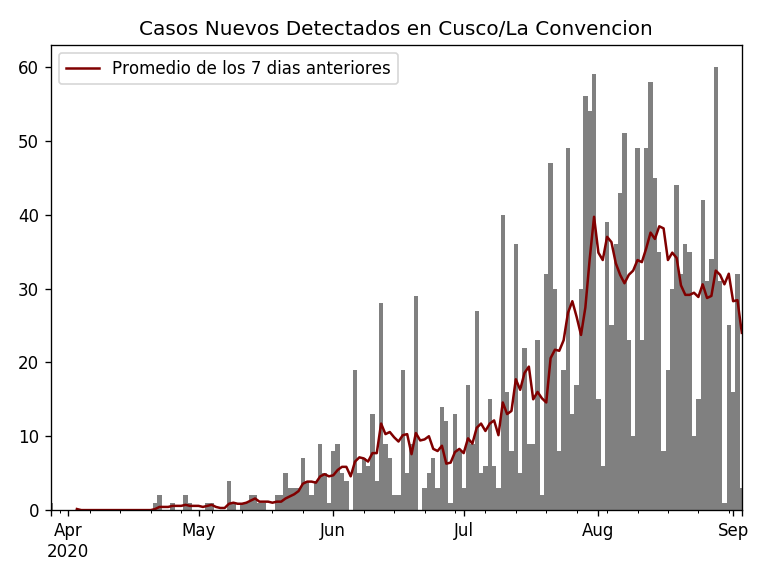 Casos Nuevos Detectados en Cusco/La Convencion
Promedio de los 7 dias anteriores
60
50
40
30
20
10
0
Apr May Jun Jul Aug Sep
2020